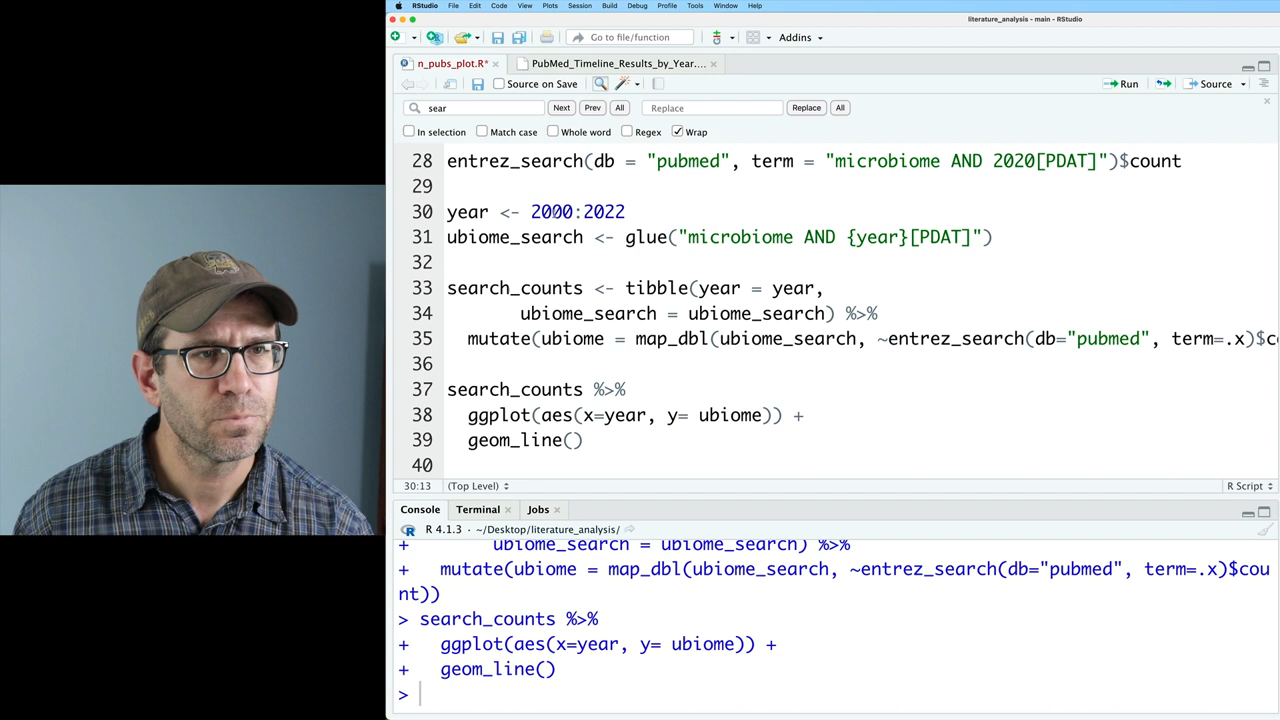 RStudio File Edit Code View Plots Session Build Debug Profile Tools Window Help
literature_analysis - main - RStudio
Go to file/function Addins
n_pubs_plot.R* PubMed_Timeline_Results_by_Year....
Source on Save Run Source
sear Next Prev All Replace Replace All
In selection Match case Whole word Regex Wrap
28 entrez_search(db = "pubmed", term = "microbiome AND 2020[PDAT]")$count
29
30 year <- 2000:2022
31 ubiome_search <- glue("microbiome AND {year}[PDAT]")
32
33 search_counts <- tibble(year = year,
34 ubiome_search = ubiome_search) %>%
35 mutate(ubiome = map_dbl(ubiome_search, ~entrez_search(db="pubmed", term=.x)$co
36
37 search_counts %>%
38 ggplot(aes(x=year, y= ubiome)) +
39 geom_line()
40
30:13 (Top Level) R Script
Console Terminal Jobs
R 4.1.3 · ~/Desktop/literature_analysis/
+ ubiome_search = ubiome_search) %>%
+ mutate(ubiome = map_dbl(ubiome_search, ~entrez_search(db="pubmed", term=.x)$cou
nt))
> search_counts %>%
+ ggplot(aes(x=year, y= ubiome)) +
+ geom_line()
>